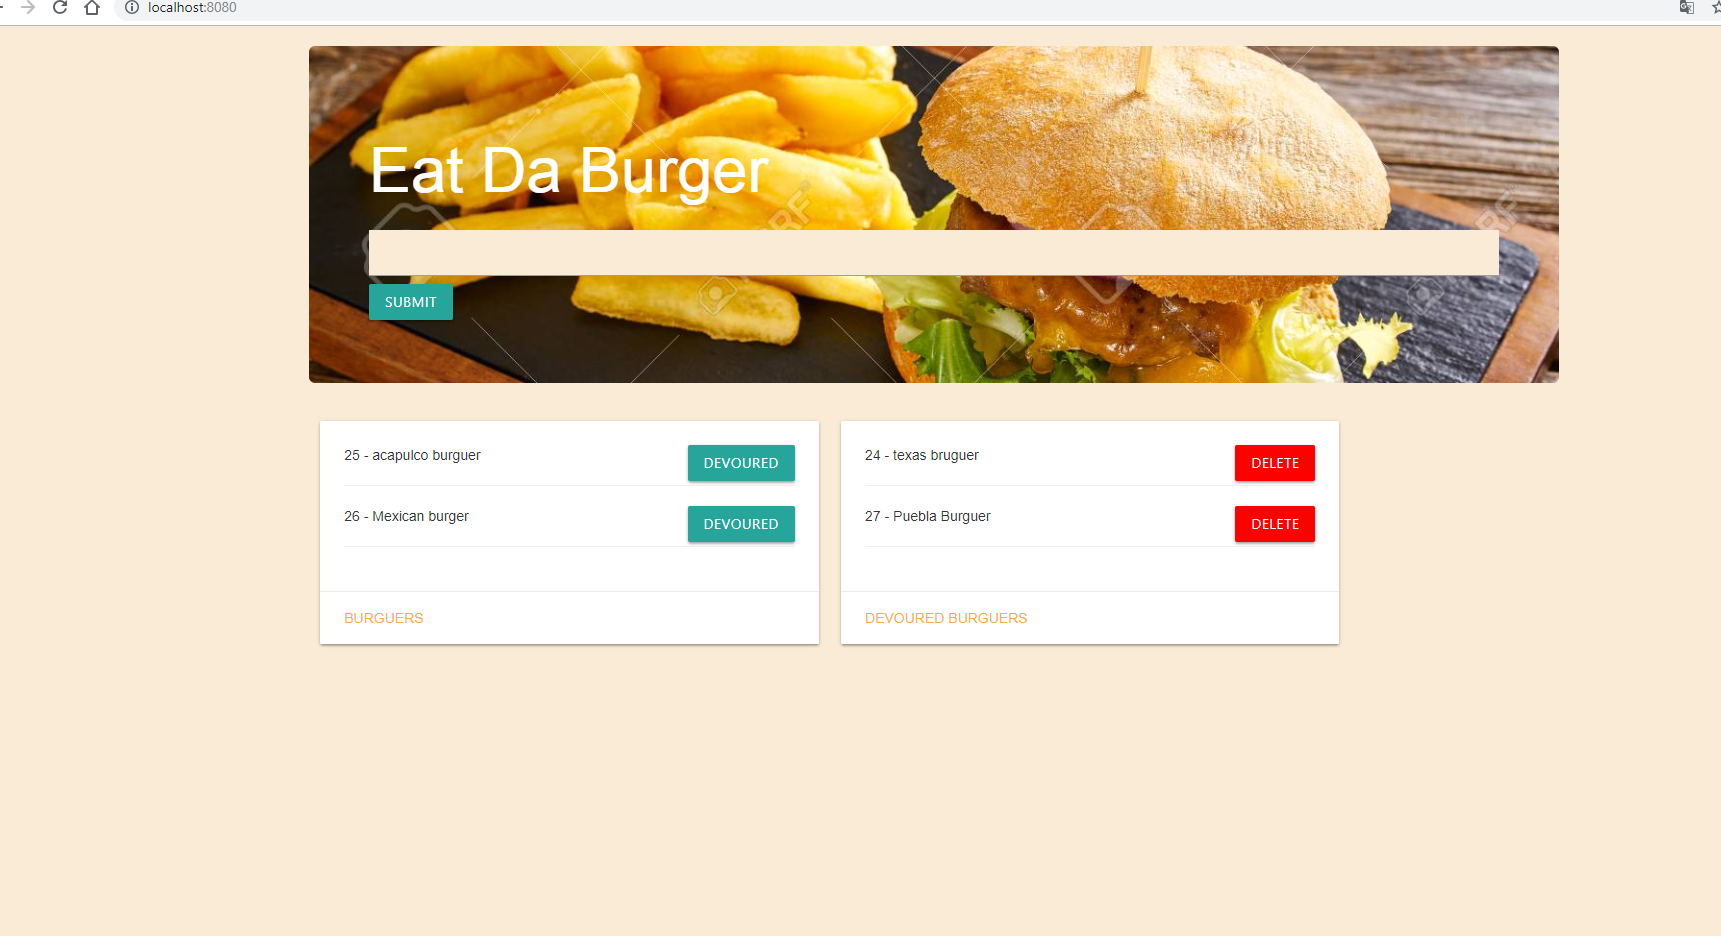 localhost:8080
Eat Da Burger
SUBMIT
25 - acapulco burguer
DEVOURED
26 - Mexican burger
DEVOURED
BURGUERS
24 - texas bruguer
DELETE
27 - Puebla Burguer
DELETE
DEVOURED BURGUERS